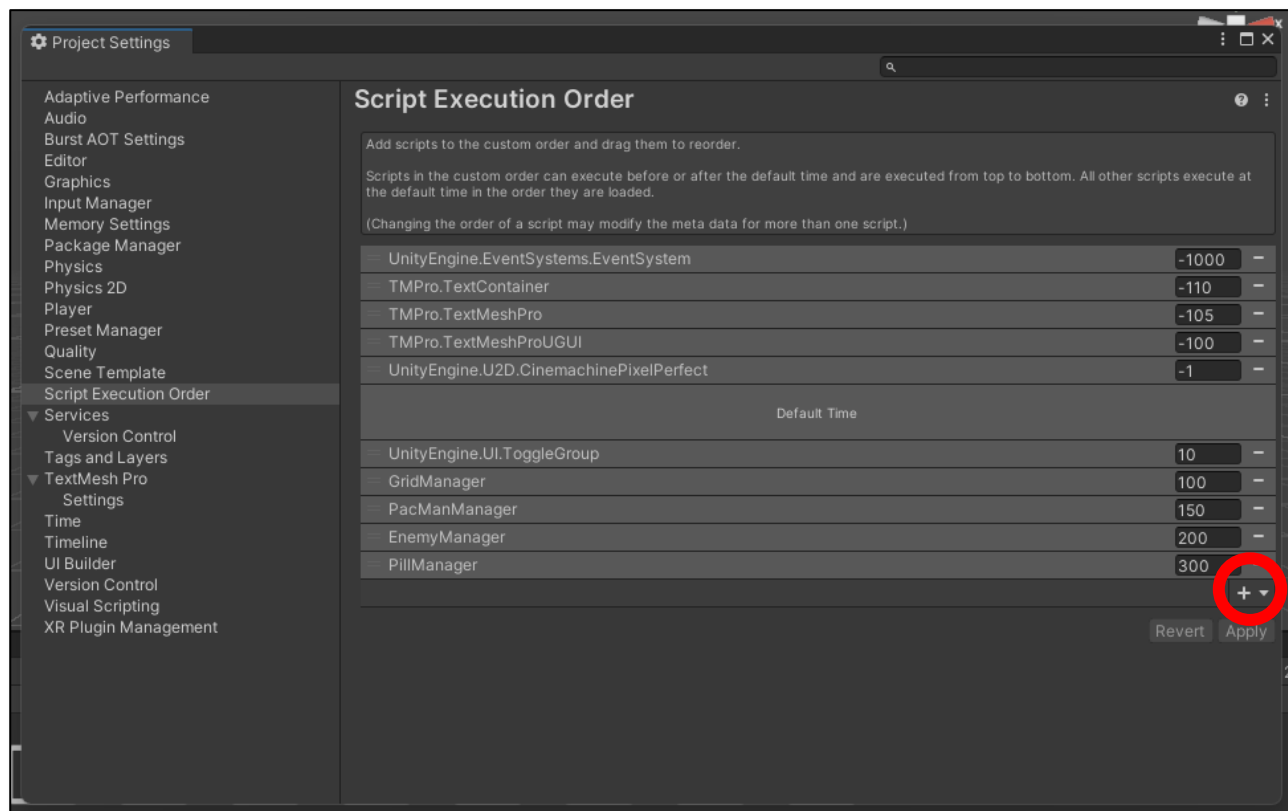 Project Settings
Adaptive Performance
Audio
Burst AOT Settings
Editor
Graphics
Input Manager
Memory Settings
Package Manager
Physics
Physics 2D
Player
Preset Manager
Quality
Scene Template
Script Execution Order
Services
Version Control
Tags and Layers
TextMesh Pro
Settings
Time
Timeline
UI Builder
Version Control
Visual Scripting
XR Plugin Management
Script Execution Order
Add scripts to the custom order and drag them to reorder.
Scripts in the custom order can execute before or after the default time and are executed from top to bottom. All other scripts execute at
the default time in the order they are loaded.
(Changing the order of a script may modify the meta data for more than one script.)
UnityEngine.EventSystems.EventSystem -1000
TMPro.TextContainer -110
TMPro.TextMeshPro -105
TMPro.TextMeshProUGUI -100
UnityEngine.U2D.CinemachinePixelPerfect -1
Default Time
UnityEngine.UI.ToggleGroup 10
GridManager 100
PacManManager 150
EnemyManager 200
PillManager 300
Revert Apply